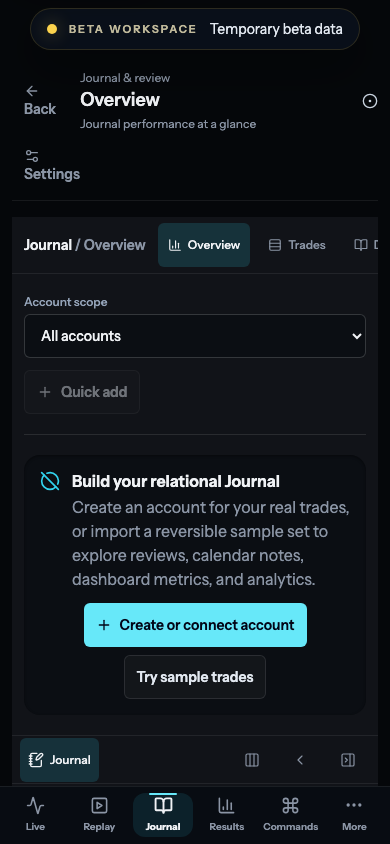 BETA WORKSPACE Temporary beta data
Journal & review
Back
Overview
Journal performance at a glance
Settings
Journal / Overview Overview Trades D
Account scope
All accounts
Quick add
Build your relational Journal
Create an account for your real trades,
or import a reversible sample set to
explore reviews, calendar notes,
dashboard metrics, and analytics.
Create or connect account
Try sample trades
Journal
Live Replay Journal Results Commands More